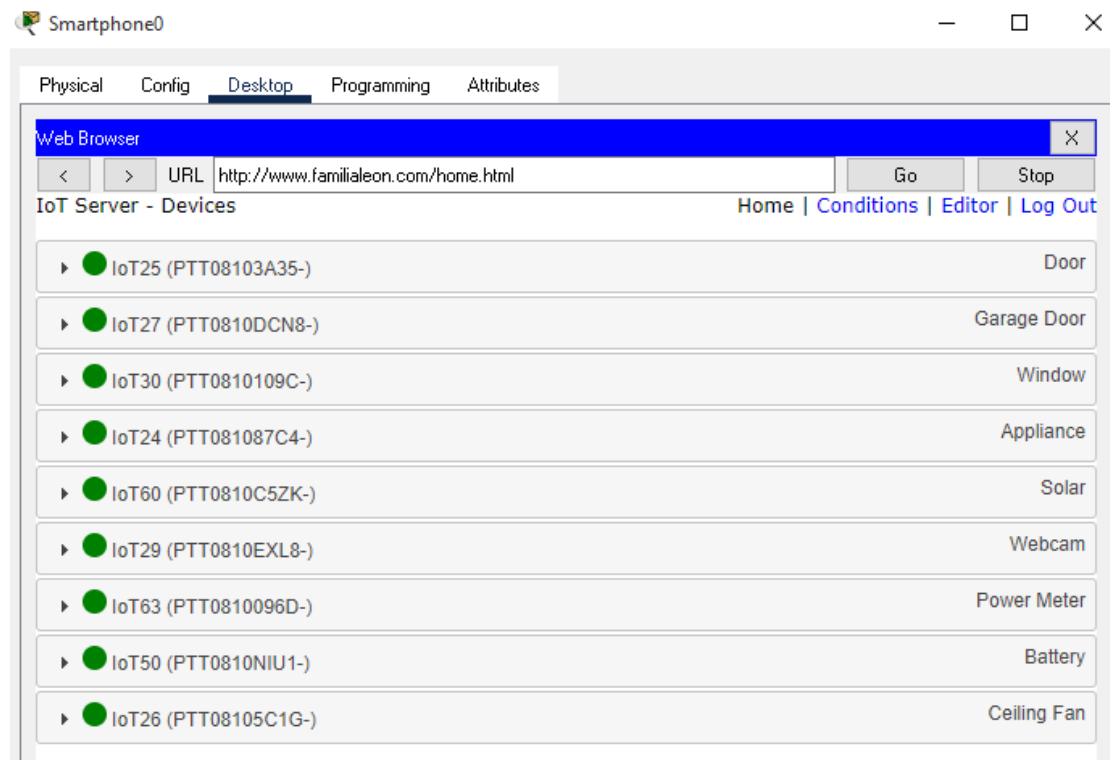 Smartphone0
Physical Config Desktop Programming Attributes
Web Browser X
< > URL http://www.familialeon.com/home.html Go Stop
IoT Server - Devices Home | Conditions | Editor | Log Out
IoT25 (PTT08103A35-) Door
IoT27 (PTT0810DCN8-) Garage Door
IoT30 (PTT0810109C-) Window
IoT24 (PTT081087C4-) Appliance
IoT60 (PTT0810C5ZK-) Solar
IoT29 (PTT0810EXL8-) Webcam
IoT63 (PTT0810096D-) Power Meter
IoT50 (PTT0810NIU1-) Battery
IoT26 (PTT08105C1G-) Ceiling Fan